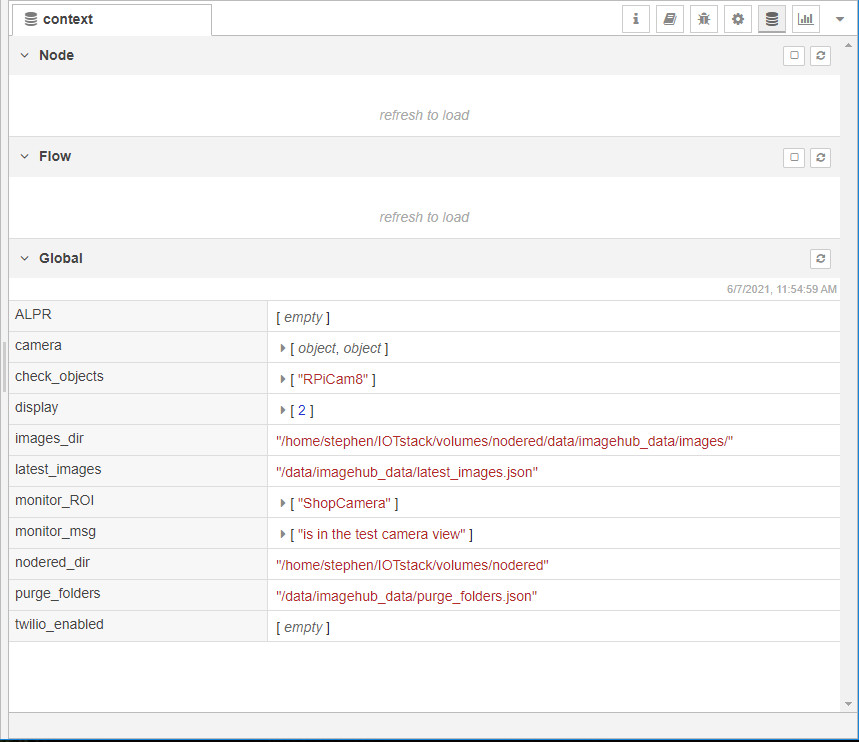 context
Node
refresh to load
Flow
refresh to load
Global
6/7/2021, 11:54:59 AM
ALPR [ empty ]
camera [ object, object ]
check_objects [ "RPiCam8" ]
display [ 2 ]
images_dir "/home/stephen/IOTstack/volumes/nodered/data/imagehub_data/images/"
latest_images "/data/imagehub_data/latest_images.json"
monitor_ROI [ "ShopCamera" ]
monitor_msg [ "is in the test camera view" ]
nodered_dir "/home/stephen/IOTstack/volumes/nodered"
purge_folders "/data/imagehub_data/purge_folders.json"
twilio_enabled [ empty ]